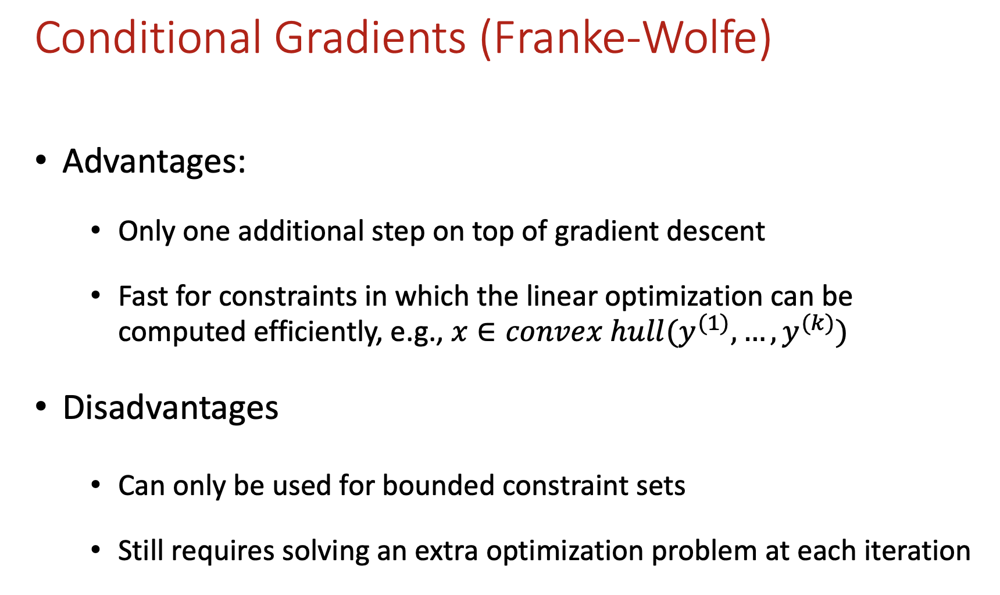 Conditional Gradients (Franke-Wolfe)
• Advantages:
• Only one additional step on top of gradient descent
• Fast for constraints in which the linear optimization can be
computed efficiently, e.g., 𝑥 ∈ 𝑐𝑜𝑛𝑣𝑒𝑥 ℎ𝑢𝑙𝑙(𝑦⁽¹⁾, … , 𝑦⁽ᵏ⁾)
• Disadvantages
• Can only be used for bounded constraint sets
• Still requires solving an extra optimization problem at each iteration